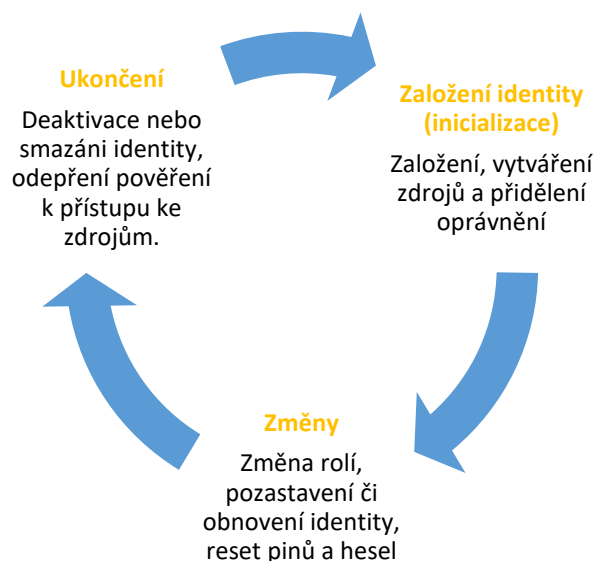 Ukončení
Deaktivace nebo
smazáni identity,
odepření pověření
k přístupu ke
zdrojům.
Založení identity
(inicializace)
Založení, vytváření
zdrojů a přidělení
oprávnění
Změny
Změna rolí,
pozastavení či
obnovení identity,
reset pinů a hesel